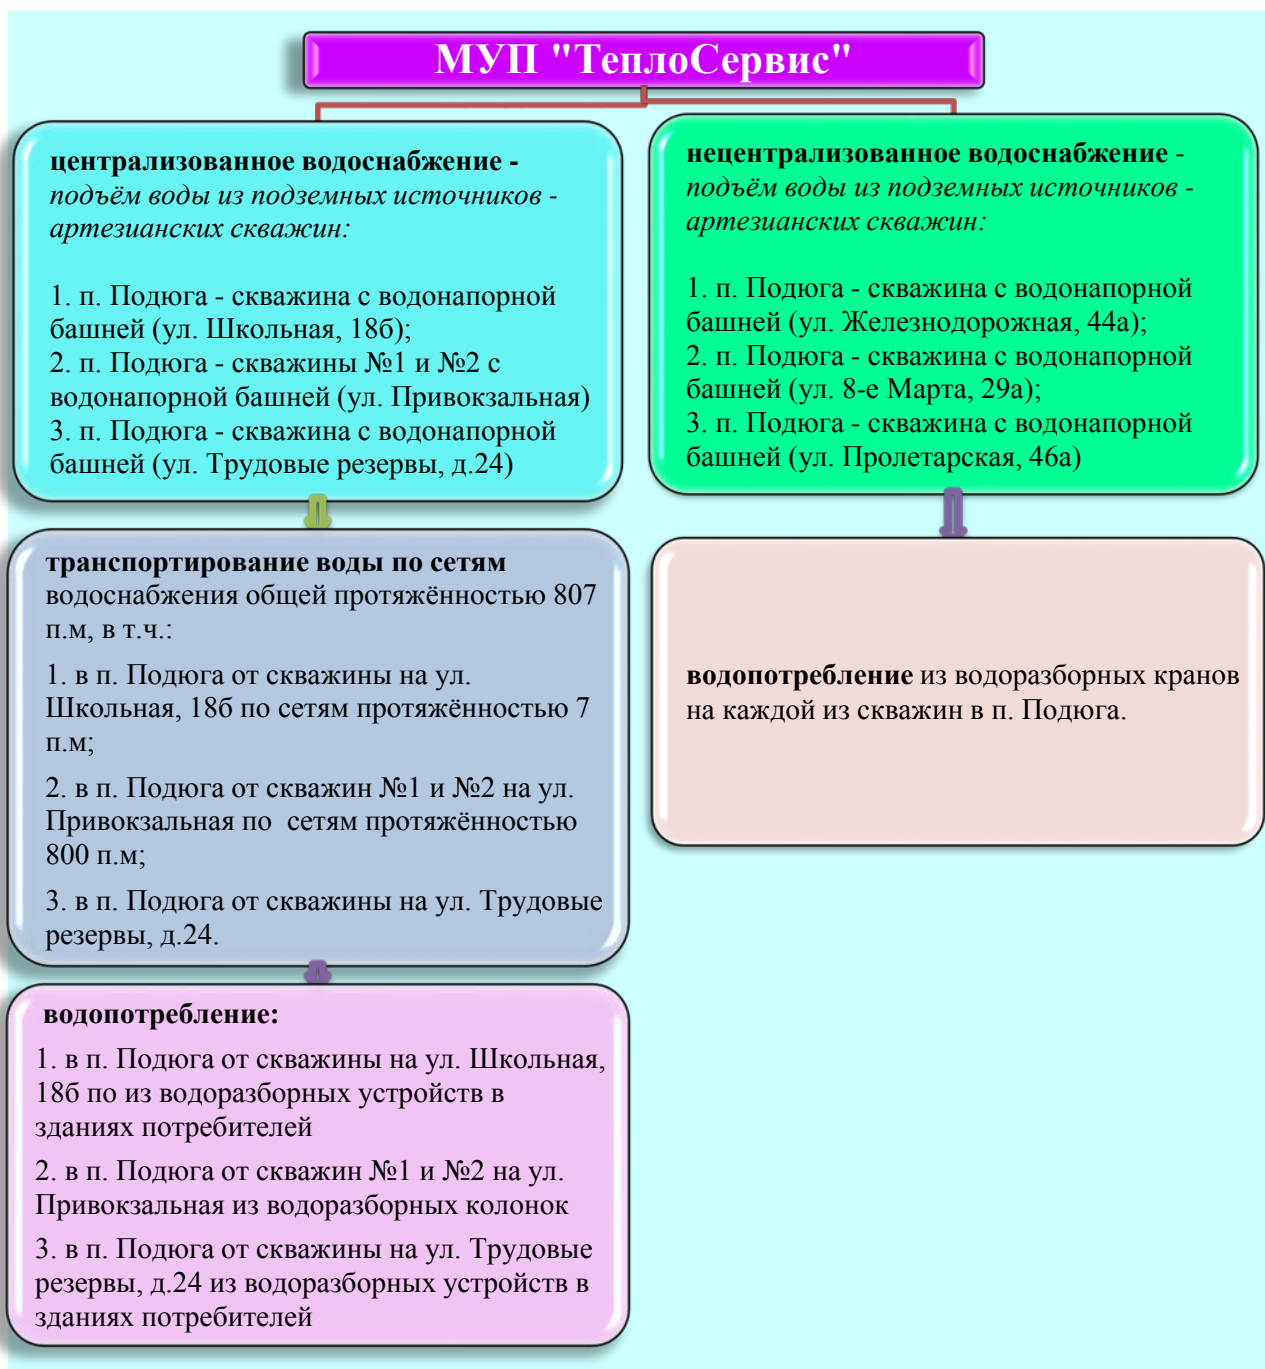 МУП "ТеплоСервис"
централизованное водоснабжение -
подъём воды из подземных источников -
артезианских скважин:
1. п. Подюга - скважина с водонапорной
башней (ул. Школьная, 18б);
2. п. Подюга - скважины №1 и №2 с
водонапорной башней (ул. Привокзальная)
3. п. Подюга - скважина с водонапорной
башней (ул. Трудовые резервы, д.24)
нецентрализованное водоснабжение -
подъём воды из подземных источников -
артезианских скважин:
1. п. Подюга - скважина с водонапорной
башней (ул. Железнодорожная, 44а);
2. п. Подюга - скважина с водонапорной
башней (ул. 8-е Марта, 29а);
3. п. Подюга - скважина с водонапорной
башней (ул. Пролетарская, 46а)
транспортирование воды по сетям
водоснабжения общей протяжённостью 807
п.м, в т.ч.:
1. в п. Подюга от скважины на ул.
Школьная, 18б по сетям протяжённостью 7
п.м;
2. в п. Подюга от скважин №1 и №2 на ул.
Привокзальная по  сетям протяжённостью
800 п.м;
3. в п. Подюга от скважины на ул. Трудовые
резервы, д.24.
водопотребление из водоразборных кранов
на каждой из скважин в п. Подюга.
водопотребление:
1. в п. Подюга от скважины на ул. Школьная,
18б по из водоразборных устройств в
зданиях потребителей
2. в п. Подюга от скважин №1 и №2 на ул.
Привокзальная из водоразборных колонок
3. в п. Подюга от скважины на ул. Трудовые
резервы, д.24 из водоразборных устройств в
зданиях потребителей